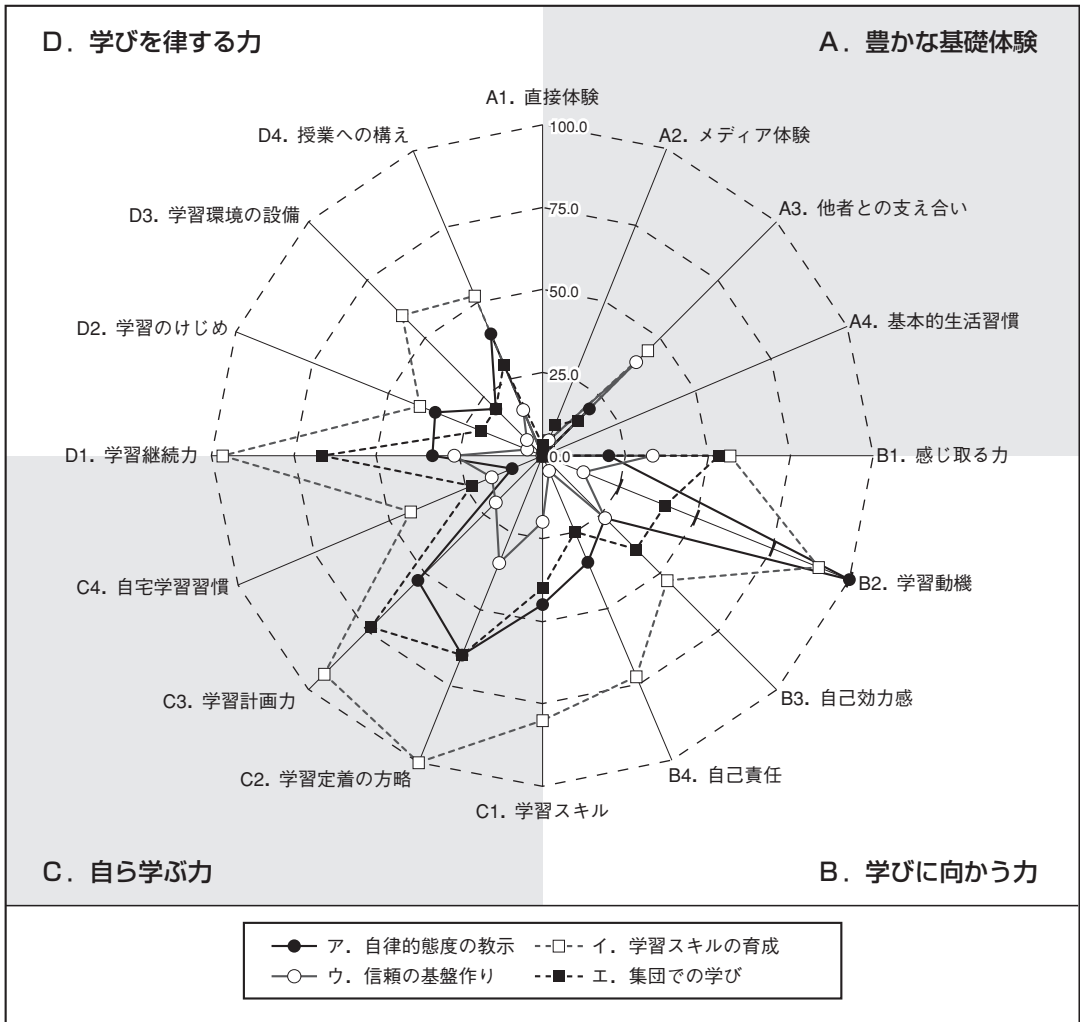 D．学びを律する力
A．豊かな基礎体験
A1．直接体験
D4．授業への構え
A2．メディア体験
D3．学習環境の設備
A3．他者との支え合い
D2．学習のけじめ
A4．基本的生活習慣
D1．学習継続力
B1．感じ取る力
C4．自宅学習習慣
B2．学習動機
C3．学習計画力
B3．自己効力感
C2．学習定着の方略
B4．自己責任
C1．学習スキル
100.0
75.0
50.0
25.0
0.0
C．自ら学ぶ力
B．学びに向かう力
ア．自律的態度の教示
イ．学習スキルの育成
ウ．信頼の基盤作り
エ．集団での学び